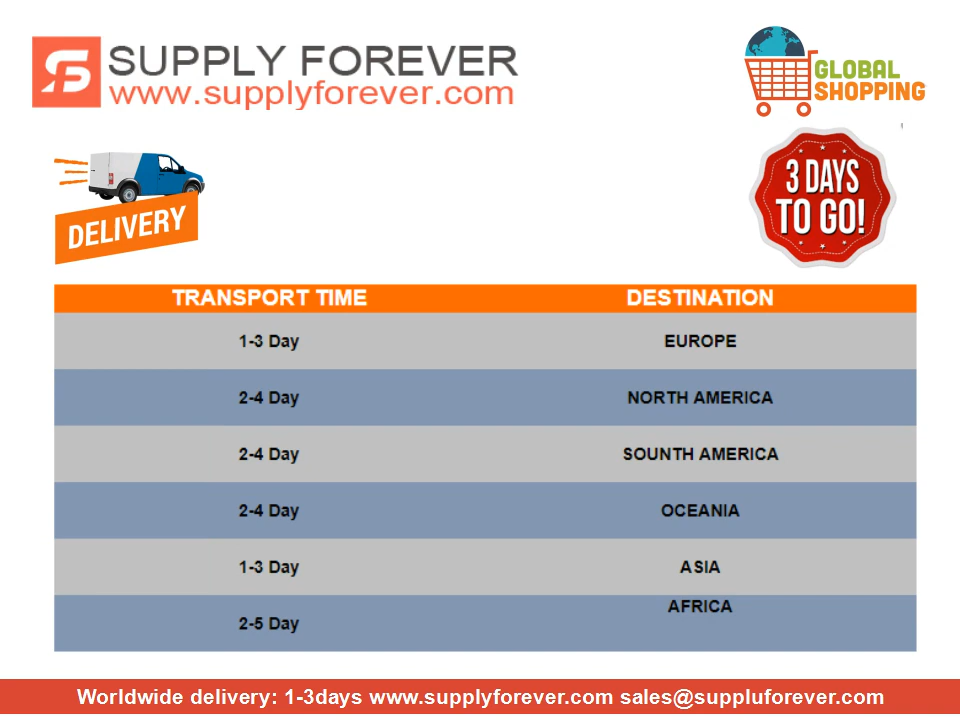 SUPPLY FOREVER
www.supplyforever.com
GLOBAL
SHOPPING
DELIVERY
3 DAYS
TO GO!
TRANSPORT TIME DESTINATION
1-3 Day EUROPE
2-4 Day NORTH AMERICA
2-4 Day SOUNTH AMERICA
2-4 Day OCEANIA
1-3 Day ASIA
2-5 Day AFRICA
Worldwide delivery: 1-3days www.supplyforever.com sales@suppluforever.com